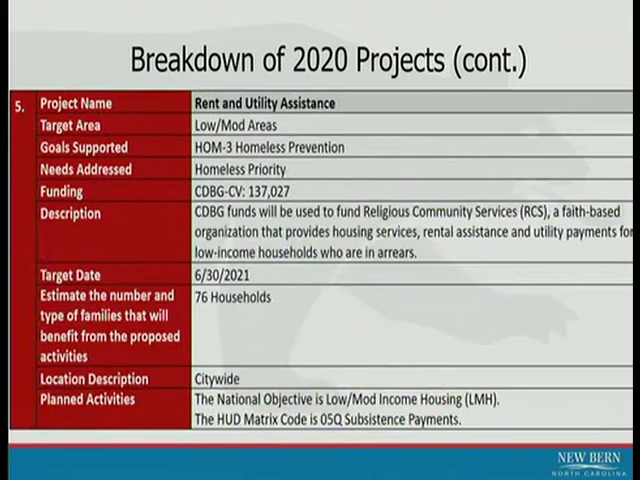 Breakdown of 2020 Projects (cont.)
5. Project Name Rent and Utility Assistance
Target Area Low/Mod Areas
Goals Supported HOM-3 Homeless Prevention
Needs Addressed Homeless Priority
Funding CDBG-CV: 137,027
Description CDBG funds will be used to fund Religious Community Services (RCS), a faith-based
organization that provides housing services, rental assistance and utility payments for
low-income households who are in arrears.
Target Date 6/30/2021
Estimate the number and 76 Households
type of families that will
benefit from the proposed
activities
Location Description Citywide
Planned Activities The National Objective is Low/Mod Income Housing (LMH).
The HUD Matrix Code is 05Q Subsistence Payments.
NEW BERN
NORTH CAROLINA